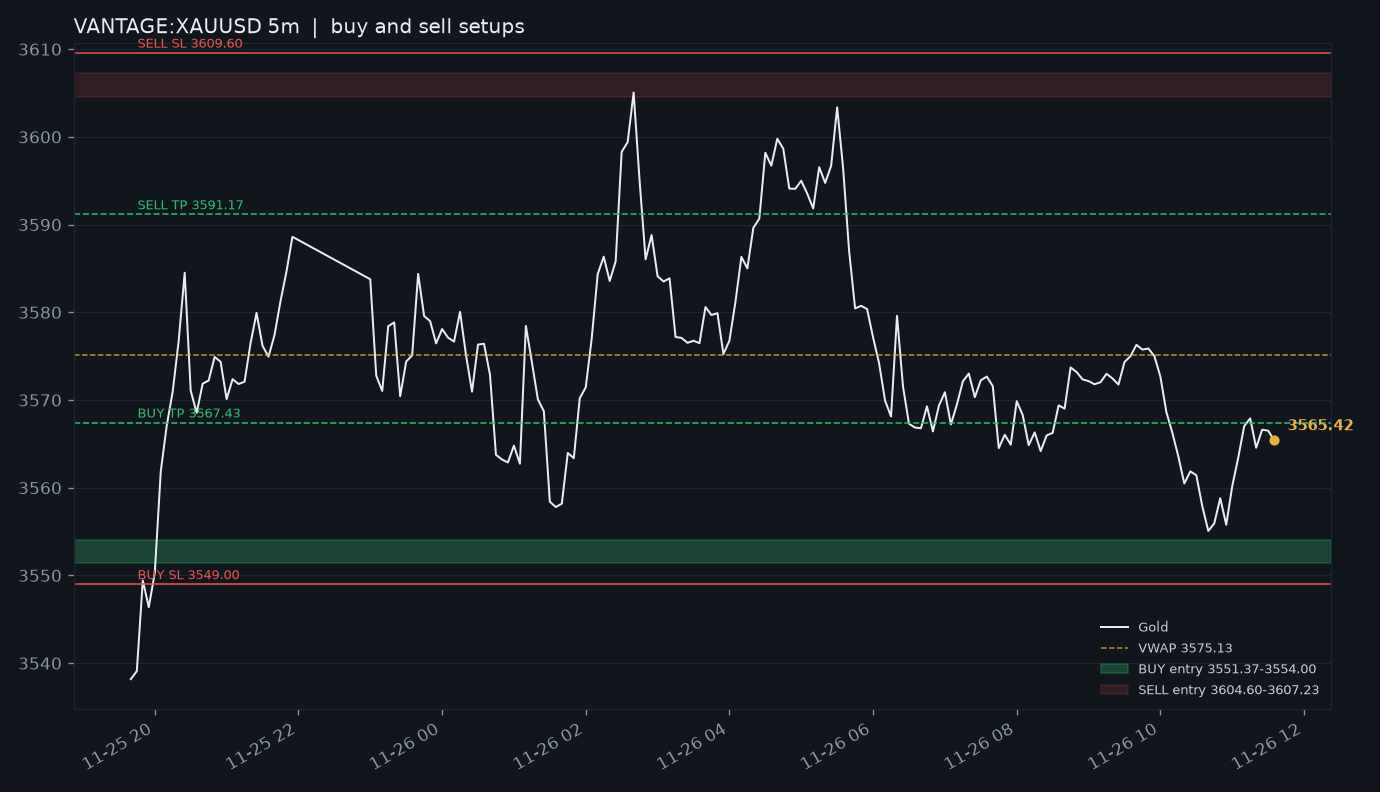 VANTAGE:XAUUSD 5m | buy and sell setups
SELL SL 3609.60
3610
3600
SELL TP 3591.17
3590
3580
3570
BUY TP 3567.43
3565.42
3560
3550
BUY SL 3549.00
3540
Gold
VWAP 3575.13
BUY entry 3551.37-3554.00
SELL entry 3604.60-3607.23
11-25 20
11-25 22
11-26 00
11-26 02
11-26 04
11-26 06
11-26 08
11-26 10
11-26 12